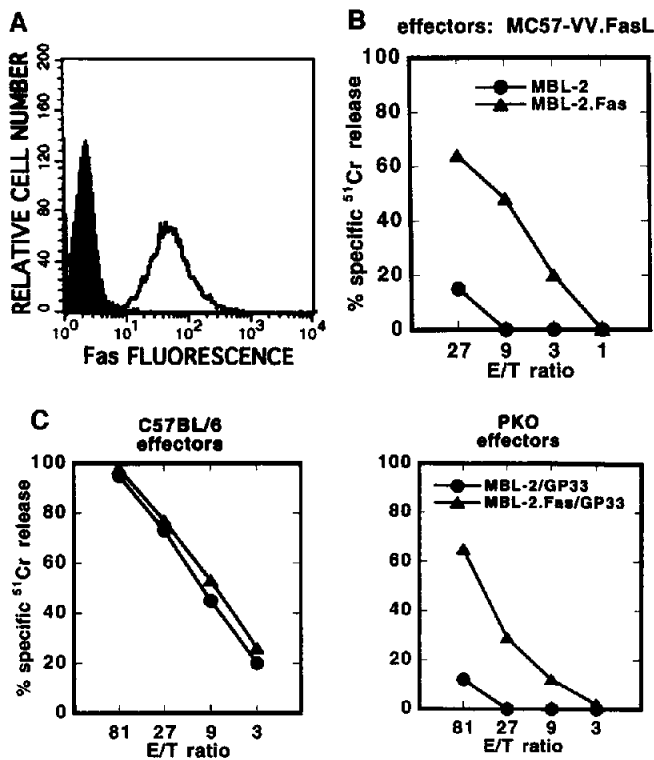 A
RELATIVE CELL NUMBER
200
160
120
80
40
0
10⁰ 10¹ 10² 10³ 10⁴
Fas FLUORESCENCE
B
effectors: MC57-VV.FasL
% specific ⁵¹Cr release
100
80
60
40
20
0
MBL-2
MBL-2.Fas
27 9 3 1
E/T ratio
C
C57BL/6
effectors
% specific ⁵¹Cr release
100
80
60
40
20
0
81 27 9 3
E/T ratio
PKO
effectors
100
80
60
40
20
0
MBL-2/GP33
MBL-2.Fas/GP33
81 27 9 3
E/T ratio